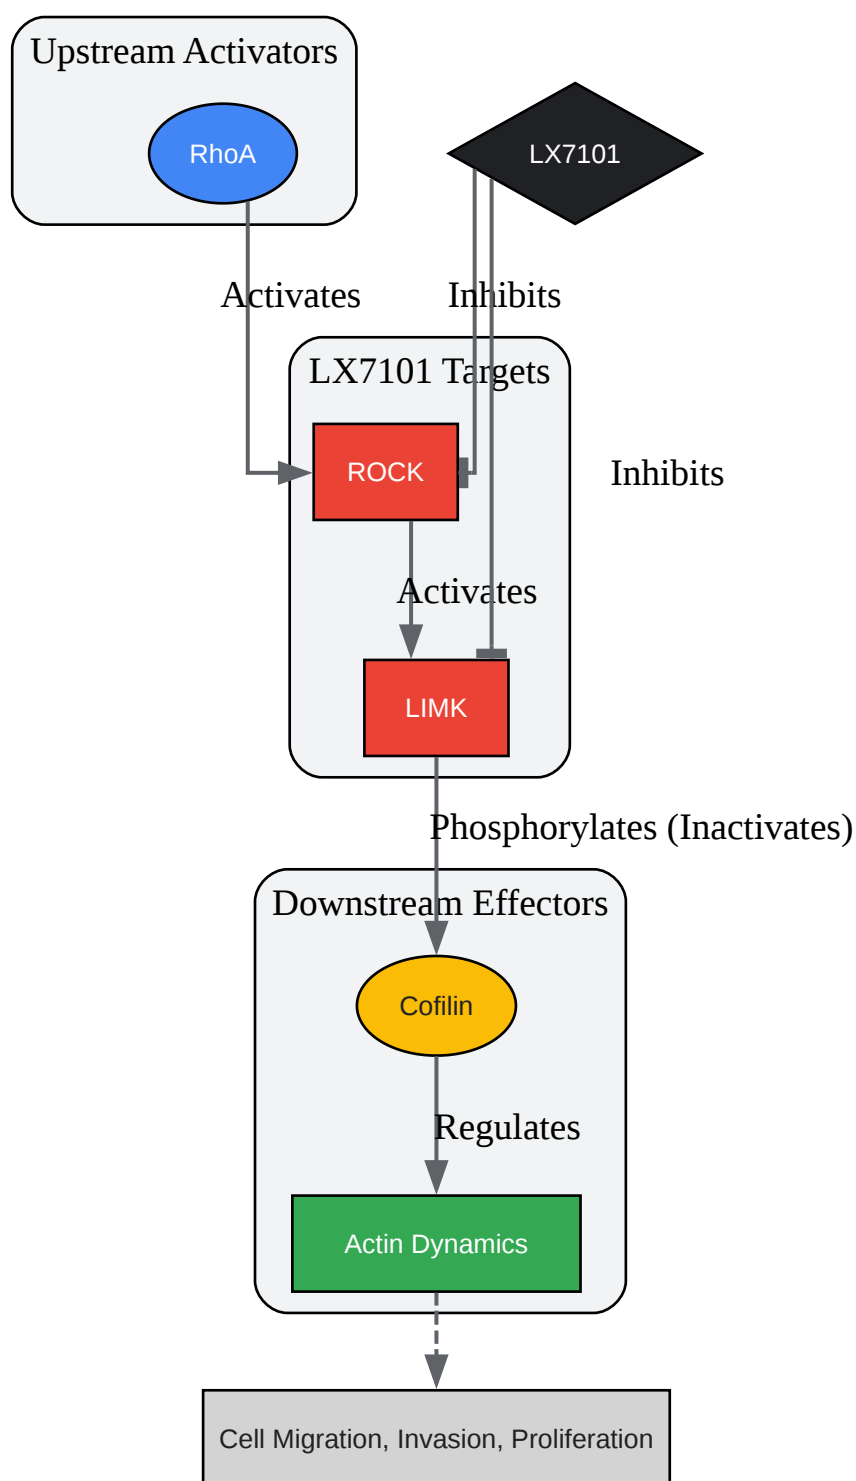 Upstream Activators
RhoA
LX7101
Activates
Inhibits
LX7101 Targets
ROCK
Inhibits
Activates
LIMK
Phosphorylates (Inactivates)
Downstream Effectors
Cofilin
Regulates
Actin Dynamics
Cell Migration, Invasion, Proliferation